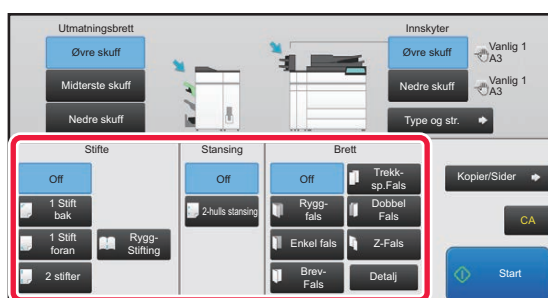 Utmatningsbrett
Innskyter
Øvre skuff
Øvre skuff
Vanlig 1
A3
Midterste skuff
Nedre skuff
Vanlig 1
A3
Nedre skuff
Type og str.
Stifte
Stansing
Brett
Off
Off
Off
Trekk-
sp.Fals
Kopier/Sider
1 Stift
bak
2-hulls stansing
Rygg-
fals
Dobbel
Fals
CA
1 Stift
foran
Rygg-
Stifting
Enkel fals
Z-Fals
2 stifter
Brev-
Fals
Detalj
Start